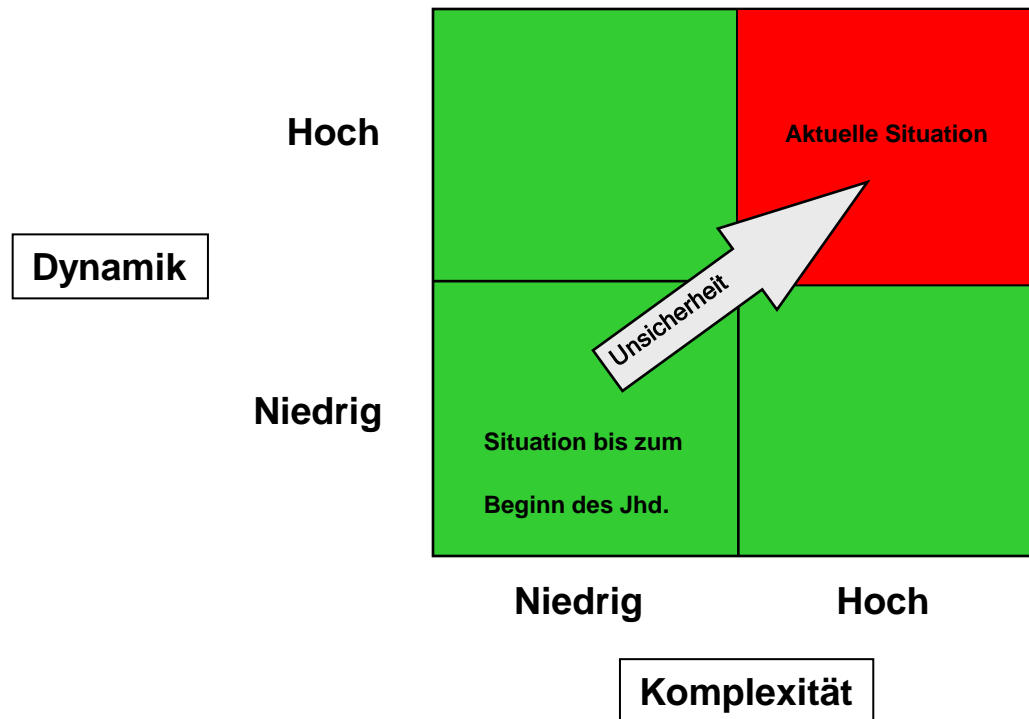 Hoch
Aktuelle Situation
Dynamik
Unsicherheit
Niedrig
Situation bis zum
Beginn des Jhd.
Niedrig
Hoch
Komplexität